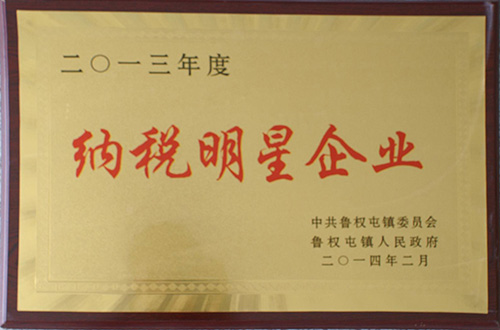 二〇一三年度
纳税明星企业
中共鲁权屯镇委员会
鲁权屯镇人民政府
二〇一四年二月